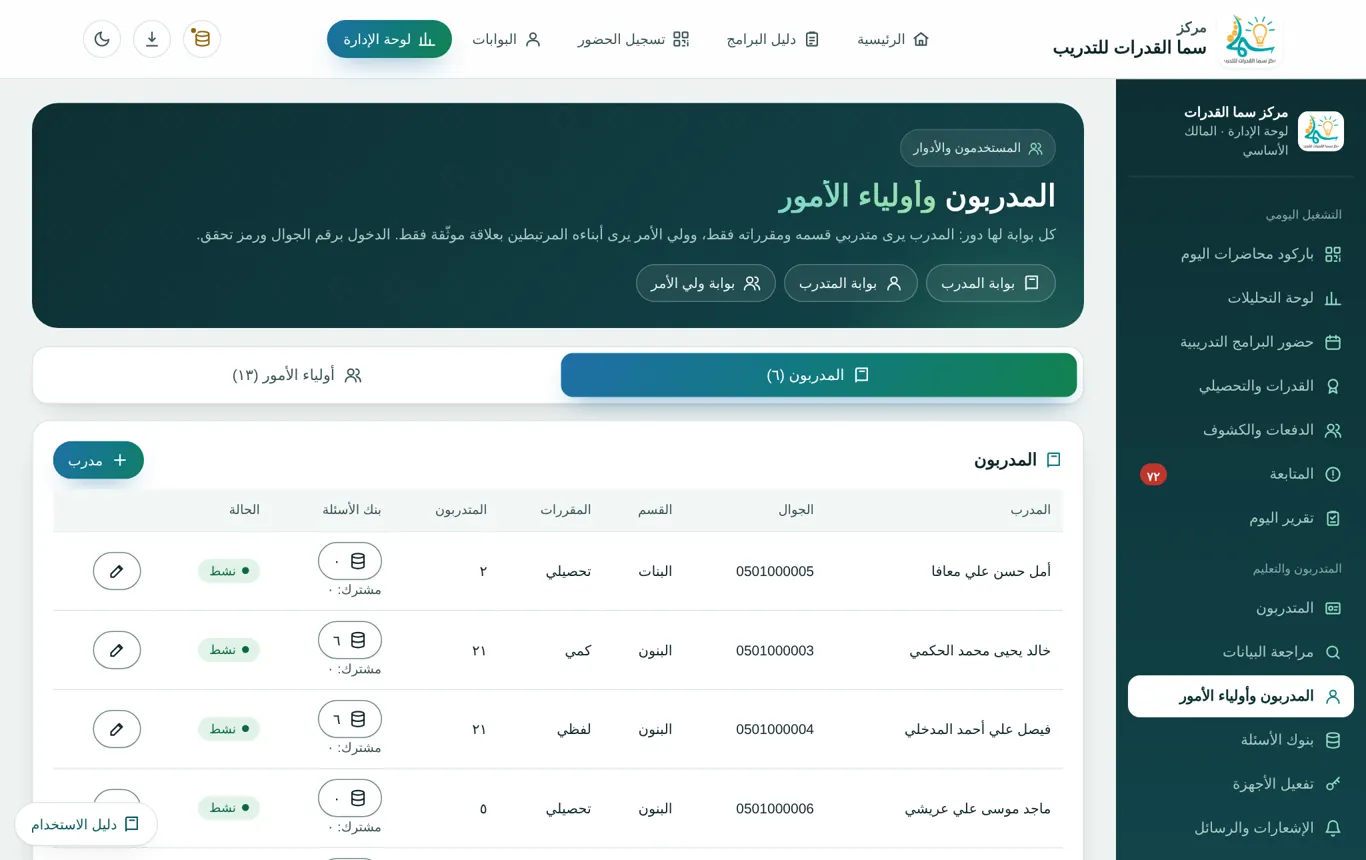 مركز
سما القدرات للتدريب
الرئيسية
دليل البرامج
تسجيل الحضور
البوابات
لوحة الإدارة
مركز سما القدرات
لوحة الإدارة · المالك
الأساسي
التشغيل اليومي
باركود محاضرات اليوم
لوحة التحليلات
حضور البرامج التدريبية
القدرات والتحصيلي
الدفعات والكشوف
المتابعة ٧٢
تقرير اليوم
المتدربون والتعليم
المتدربون
مراجعة البيانات
المدربون وأولياء الأمور
بنوك الأسئلة
تفعيل الأجهزة
الإشعارات والرسائل
المستخدمون والأدوار
المدربون وأولياء الأمور
كل بوابة لها دور: المدرب يرى متدربي قسمه ومقرراته فقط، وولي الأمر يرى أبناءه المرتبطين بعلاقة موثّقة فقط. الدخول برقم الجوال ورمز تحقق.
بوابة المدرب
بوابة المتدرب
بوابة ولي الأمر
المدربون (٦)
أولياء الأمور (١٣)
المدربون
مدرب
المدرب الجوال القسم المقررات المتدربون بنك الأسئلة الحالة
أمل حسن علي معافا 0501000005 البنات تحصيلي ٢ ٠ نشط
مشترك: ٠
خالد يحيى محمد الحكمي 0501000003 البنون كمي ٢١ ٦ نشط
مشترك: ٠
فيصل علي أحمد المدخلي 0501000004 البنون لفظي ٢١ ٦ نشط
مشترك: ٠
ماجد موسى علي عريشي 0501000006 البنون تحصيلي ٥ ٠ نشط
مشترك: ٠
دليل الاستخدام